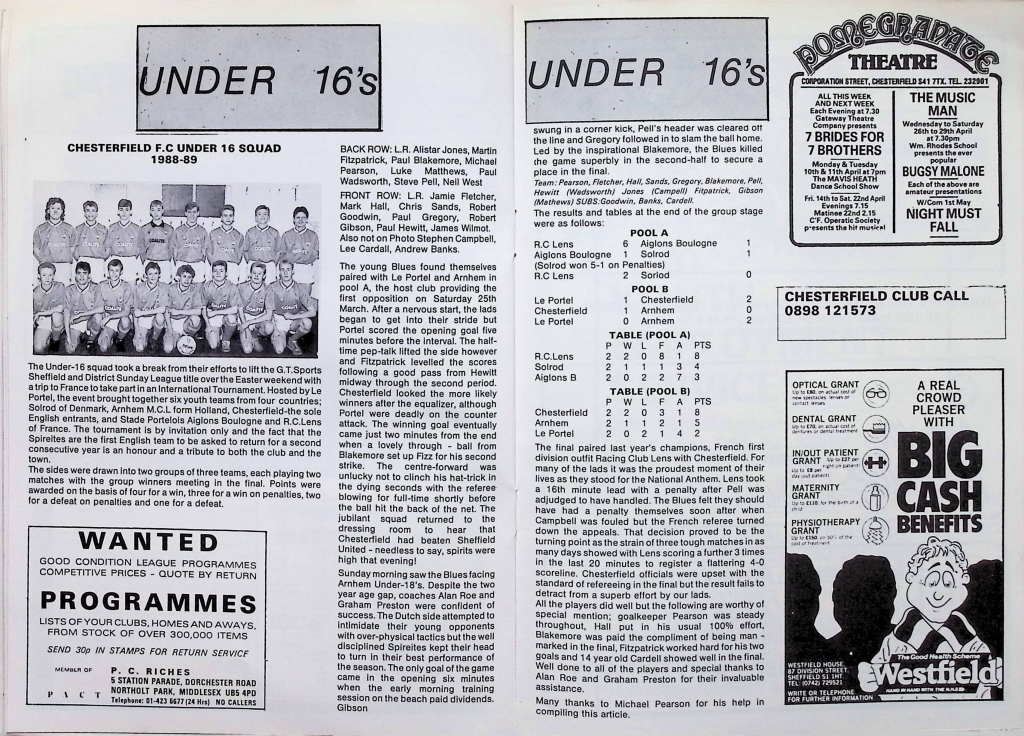 UNDER 16's
CHESTERFIELD F.C UNDER 16 SQUAD
1988-89
The Under-16 squad took a break from their efforts to lift the G.T.Sports
Sheffield and District Sunday League title over the Easter weekend with
a trip to France to take part in an International Tournament. Hosted by Le
Portel, the event brought together six youth teams from four countries;
Solrod of Denmark, Arnhem M.C.L form Holland, Chesterfield-the sole
English entrants, and Stade Portelois Aiglons Boulogne and R.C.Lens
of France. The tournament is by invitation only and the fact that the
Spireites are the first English team to be asked to return for a second
consecutive year is an honour and a tribute to both the club and the
town.
The sides were drawn into two groups of three teams, each playing two
matches with the group winners meeting in the final. Points were
awarded on the basis of four for a win, three for a win on penalties, two
for a defeat on penalties and one for a defeat.
WANTED
GOOD CONDITION LEAGUE PROGRAMMES
COMPETITIVE PRICES - QUOTE BY RETURN
PROGRAMMES
LISTS OF YOUR CLUBS, HOMES AND AWAYS,
FROM STOCK OF OVER 300,000 ITEMS
SEND 30p IN STAMPS FOR RETURN SERVICE
MEMBER OF
PACT
P. C. RICHES
5 STATION PARADE, DORCHESTER ROAD
NORTHOLT PARK, MIDDLESEX UB5 4PD
Telephone: 01-423 6677 (24 Hrs) NO CALLERS
BACK ROW: L.R. Alistar Jones, Martin
Fitzpatrick, Paul Blakemore, Michael
Pearson, Luke Matthews, Paul
Wadsworth, Steve Pell, Neil West
FRONT ROW: L.R. Jamie Fletcher,
Mark Hall, Chris Sands, Robert
Goodwin, Paul Gregory, Robert
Gibson, Paul Hewitt, James Wilmot.
Also not on Photo Stephen Campbell,
Lee Cardall, Andrew Banks.
The young Blues found themselves
paired with Le Portel and Arnhem in
pool A, the host club providing the
first opposition on Saturday 25th
March. After a nervous start, the lads
began to get into their stride but
Portel scored the opening goal five
minutes before the interval. The half-
time pep-talk lifted the side however
and Fitzpatrick levelled the scores
following a good pass from Hewitt
midway through the second period.
Chesterfield looked the more likely
winners after the equalizer, although
Portel were deadly on the counter
attack. The winning goal eventually
came just two minutes from the end
when a lovely through - ball from
Blakemore set up Fizz for his second
strike. The centre-forward was
unlucky not to clinch his hat-trick in
the dying seconds with the referee
blowing for full-time shortly before
the ball hit the back of the net. The
jubilant squad returned to the
dressing room to hear that
Chesterfield had beaten Sheffield
United - needless to say, spirits were
high that evening!
Sunday morning saw the Blues facing
Arnhem Under-18's. Despite the two
year age gap, coaches Alan Roe and
Graham Preston were confident of
success. The Dutch side attempted to
intimidate their young opponents
with over-physical tactics but the well
disciplined Spireites kept their head
to turn in their best performance of
the season. The only goal of the game
came in the opening six minutes
when the early morning training
session on the beach paid dividends.
Gibson
UNDER 16's
swung in a corner kick, Pell's header was cleared off
the line and Gregory followed in to slam the ball home.
Led by the inspirational Blakemore, the Blues killed
the game superbly in the second-half to secure a
place in the final.
Team: Pearson, Fletcher, Hall, Sands, Gregory, Blakemore, Pell,
Hewitt (Wadsworth) Jones (Campell) Fitpatrick, Gibson
(Mathews) SUBS:Goodwin, Banks, Cardell.
The results and tables at the end of the group stage
were as follows:
POOL A
R.C Lens 6 Aiglons Boulogne 1
Aiglons Boulogne 1 Solrod 1
(Solrod won 5-1 on Penalties)
R.C Lens 2 Sorlod 0
POOL B
Le Portel 1 Chesterfield 2
Chesterfield 1 Arnhem 0
Le Portel 0 Arnhem 2
TABLE (POOL A)
P W L F A PTS
R.C.Lens 2 2 0 8 1 8
Solrod 2 1 1 1 3 4
Aiglons B 2 0 2 2 7 3
TABLE (POOL B)
P W L F A PTS
Chesterfield 2 2 0 3 1 8
Arnhem 2 1 1 2 1 5
Le Portel 2 0 2 1 4 2
The final paired last year's champions, French first
division outfit Racing Club Lens with Chesterfield. For
many of the lads it was the proudest moment of their
lives as they stood for the National Anthem. Lens took
a 16th minute lead with a penalty after Pell was
adjudged to have handled. The Blues felt they should
have had a penalty themselves soon after when
Campbell was fouled but the French referee turned
down the appeals. That decision proved to be the
turning point as the strain of three tough matches in as
many days showed with Lens scoring a further 3 times
in the last 20 minutes to register a flattering 4-0
scoreline. Chesterfield officials were upset with the
standard of refereeing in the final but the result fails to
detract from a superb effort by our lads.
All the players did well but the following are worthy of
special mention; goalkeeper Pearson was steady
throughout, Hall put in his usual 100% effort,
Blakemore was paid the compliment of being man -
marked in the final, Fitzpatrick worked hard for his two
goals and 14 year old Cardell showed well in the final.
Well done to all of the players and special thanks to
Alan Roe and Graham Preston for their invaluable
assistance.
Many thanks to Michael Pearson for his help in
compiling this article.
POMEGRANATE
THEATRE
CORPORATION STREET, CHESTERFIELD S41 7TX. TEL. 232901
ALL THIS WEEK
AND NEXT WEEK
Each Evening at 7.30
Gateway Theatre
Company presents
7 BRIDES FOR
7 BROTHERS
Monday & Tuesday
10th & 11th April at 7pm
The MAVIS HEATH
Dance School Show
Fri. 14th to Sat. 22nd April
Evenings 7.15
Matinee 22nd 2.15
C'F. Operatic Society
presents the hit musical
THE MUSIC
MAN
Wednesday to Saturday
26th to 29th April
at 7.30pm
Wm. Rhodes School
presents the ever
popular
BUGSY MALONE
Each of the above are
amateur presentations
W/Com 1st May
NIGHT MUST
FALL
CHESTERFIELD CLUB CALL
0898 121573
OPTICAL GRANT
Up to £60, on actual cost of
new spectacles, lenses or
contact lenses
DENTAL GRANT
Up to £70, on actual cost of
dentures or dental treatment
IN/OUT PATIENT
GRANT
MATERNITY
GRANT
PHYSIOTHERAPY
GRANT
A REAL
CROWD
PLEASER
WITH
BIG
CASH
BENEFITS
The Good Health Scheme
Westfield
HAND IN HAND WITH THE N.H.S
WESTFIELD HOUSE,
87 DIVISION STREET,
SHEFFIELD S1 1HT.
TEL: (0742) 729521
WRITE OR TELEPHONE
FOR FURTHER INFORMATION